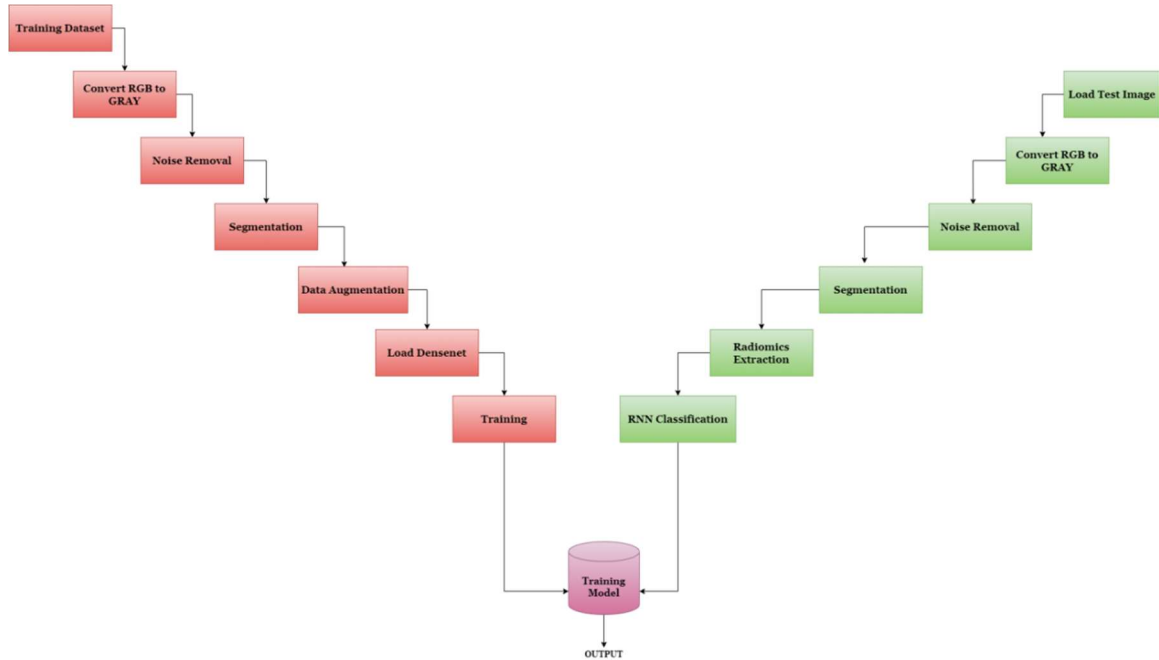 Training Dataset
Convert RGB to
GRAY
Noise Removal
Segmentation
Data Augmentation
Load Densenet
Training
Load Test Image
Convert RGB to
GRAY
Noise Removal
Segmentation
Radiomics
Extraction
RNN Classification
Training
Model
OUTPUT